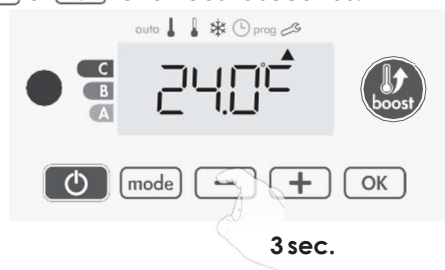 auto prog
C
B
A
24.0°C
boost
mode - + OK
3 sec.